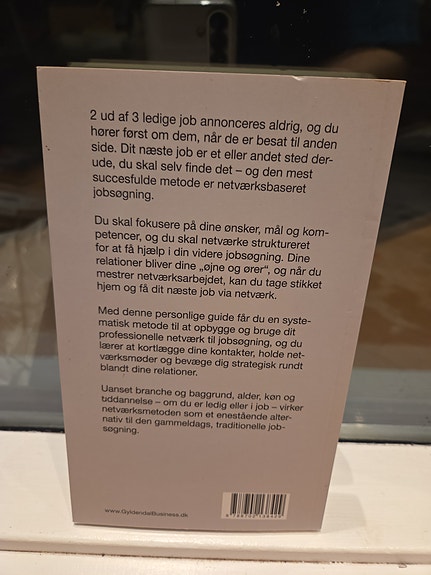 2 ud af 3 ledige job annonceres aldrig, og du
hører først om dem, når de er besat til anden
side. Dit næste job er et eller andet sted der-
ude, du skal selv finde det – og den mest
succesfulde metode er netværksbaseret
jobsøgning.
Du skal fokusere på dine ønsker, mål og kom-
petencer, og du skal netværke struktureret
for at få hjælp i din videre jobsøgning. Dine
relationer bliver dine „øjne og ører“, og når du
mestrer netværksarbejdet, kan du tage stikket
hjem og få dit næste job via netværk.
Med denne personlige guide får du en syste-
matisk metode til at opbygge og bruge dit
professionelle netværk til jobsøgning, og du
lærer at kortlægge dine kontakter, holde net-
værksmøder og bevæge dig strategisk rundt
blandt dine relationer.
Uanset branche og baggrund, alder, køn og
uddannelse – om du er ledig eller i job – virker
netværksmetoden som et enestående alter-
nativ til den gammeldags, traditionelle job-
søgning.
www.GyldendalBusiness.dk